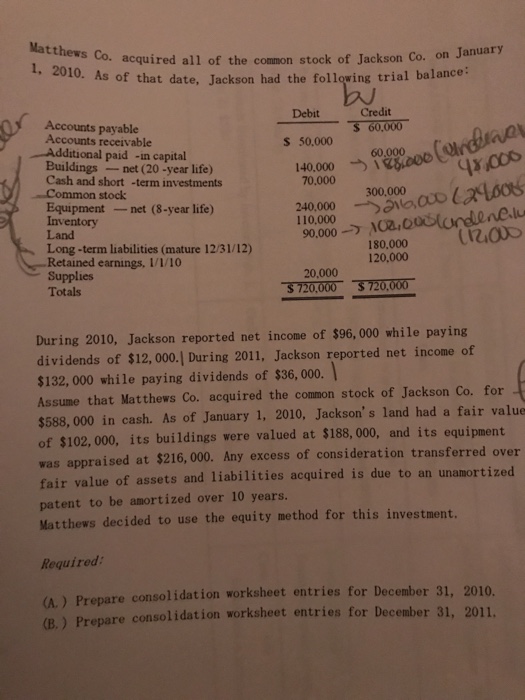 Matthews Co. acquired all of the common stock of Jackson Co. on January
1, 2010. As of that date, Jackson had the following trial balance:
Debit Credit
Accounts payable $ 60,000
Accounts receivable $ 50,000
Additional paid -in capital 60,000
Buildings — net (20 -year life) 140,000 → 188,000 (underval
48,000
Cash and short -term investments 70,000
Common stock 300,000
Equipment — net (8-year life) 240,000 → 216,000
Inventory 110,000
Land 90,000 → 102,000
(12,000
Long -term liabilities (mature 12/31/12) 180,000
Retained earnings, 1/1/10 120,000
Supplies 20,000
Totals $ 720,000 $ 720,000
During 2010, Jackson reported net income of $96,000 while paying
dividends of $12,000. During 2011, Jackson reported net income of
$132,000 while paying dividends of $36,000.
Assume that Matthews Co. acquired the common stock of Jackson Co. for
$588,000 in cash. As of January 1, 2010, Jackson's land had a fair value
of $102,000, its buildings were valued at $188,000, and its equipment
was appraised at $216,000. Any excess of consideration transferred over
fair value of assets and liabilities acquired is due to an unamortized
patent to be amortized over 10 years.
Matthews decided to use the equity method for this investment.
Required:
(A.) Prepare consolidation worksheet entries for December 31, 2010.
(B.) Prepare consolidation worksheet entries for December 31, 2011.